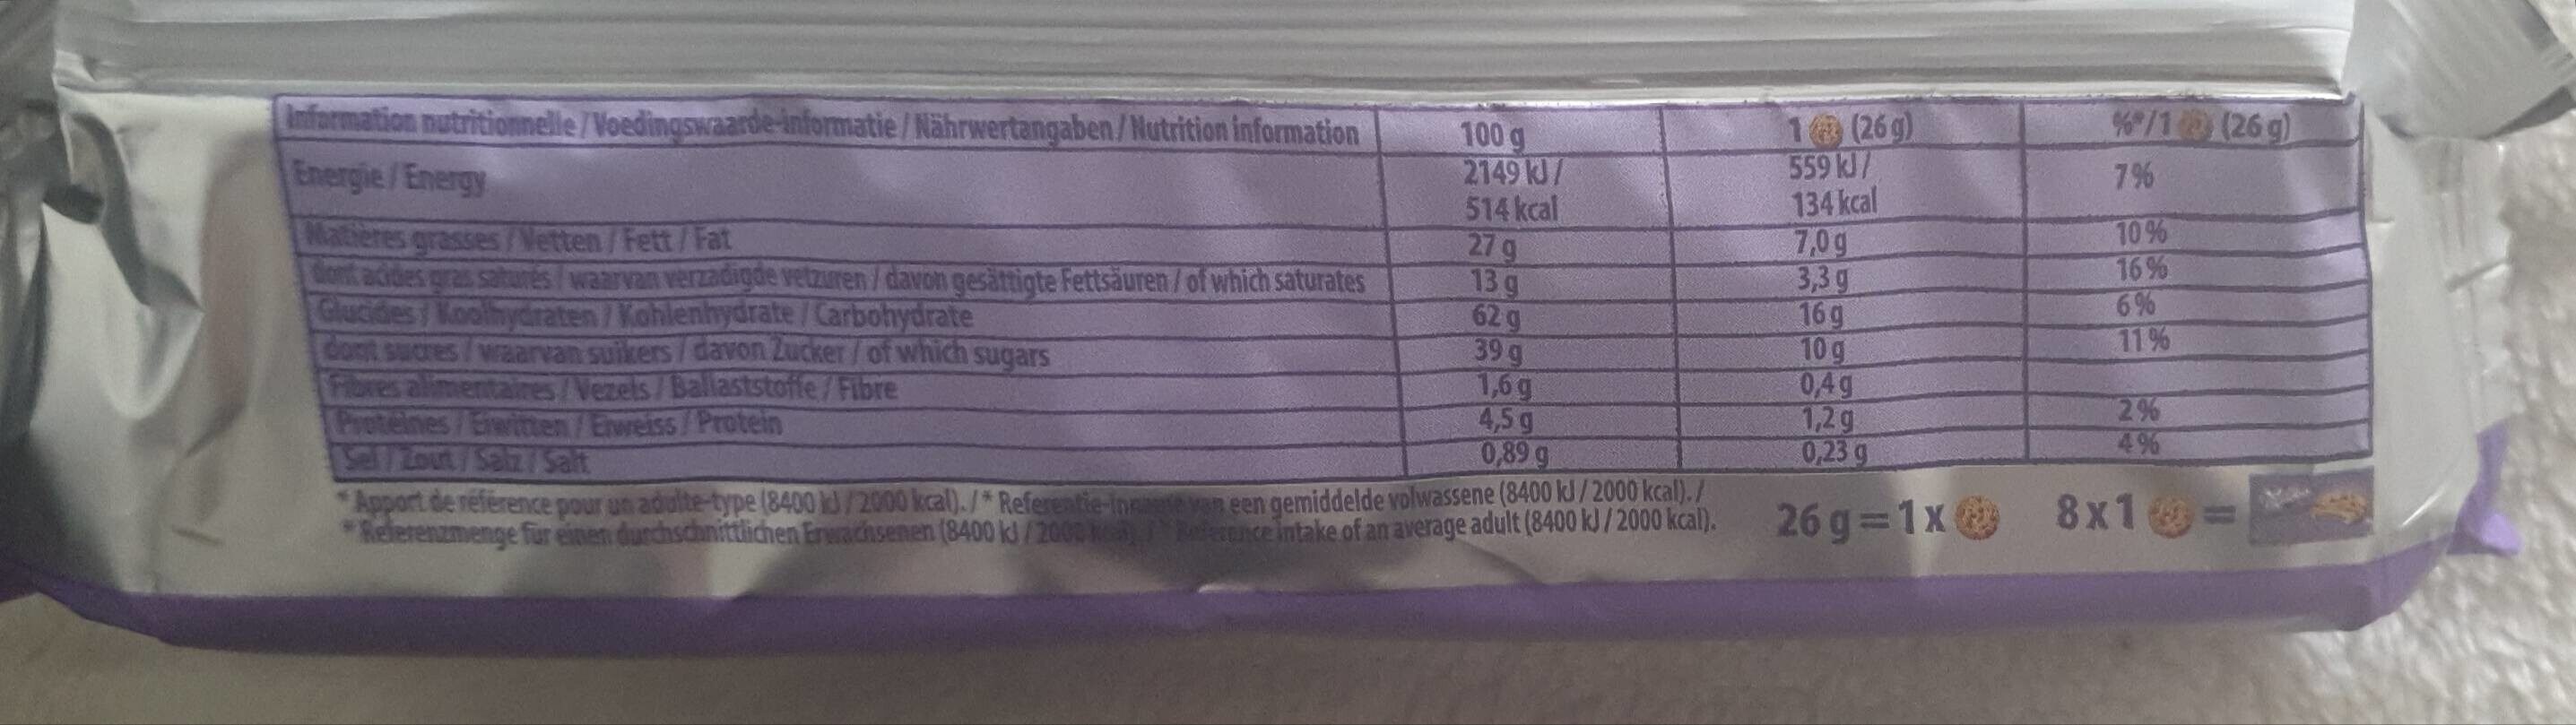 Information nutritionnelle / Voedingswaarde-informatie / Nährwertangaben / Nutrition information 100 g 1 (26 g) %*/1 (26 g)
Energie / Energy 2149 kJ / 559 kJ / 7%
514 kcal 134 kcal
Matières grasses / Vetten / Fett / Fat 27 g 7,0 g 10%
dont acides gras saturés / waarvan verzadigde vetzuren / davon gesättigte Fettsäuren / of which saturates 13 g 3,3 g 16%
Glucides / Koolhydraten / Kohlenhydrate / Carbohydrate 62 g 16 g 6%
dont sucres / waarvan suikers / davon Zucker / of which sugars 39 g 10 g 11%
Fibres alimentaires / Vezels / Ballaststoffe / Fibre 1,6 g 0,4 g
Protéines / Eiwitten / Eiweiss / Protein 4,5 g 1,2 g 2%
Sel / Zout / Salz / Salt 0,89 g 0,23 g 4%
* Apport de référence pour un adulte-type (8400 kJ / 2000 kcal). / * Referentie-inname van een gemiddelde volwassene (8400 kJ / 2000 kcal). /
* Referenzmenge für einen durchschnittlichen Erwachsenen (8400 kJ / 2000 kcal). / * Reference intake of an average adult (8400 kJ / 2000 kcal).
26 g = 1 x 8 x 1 =